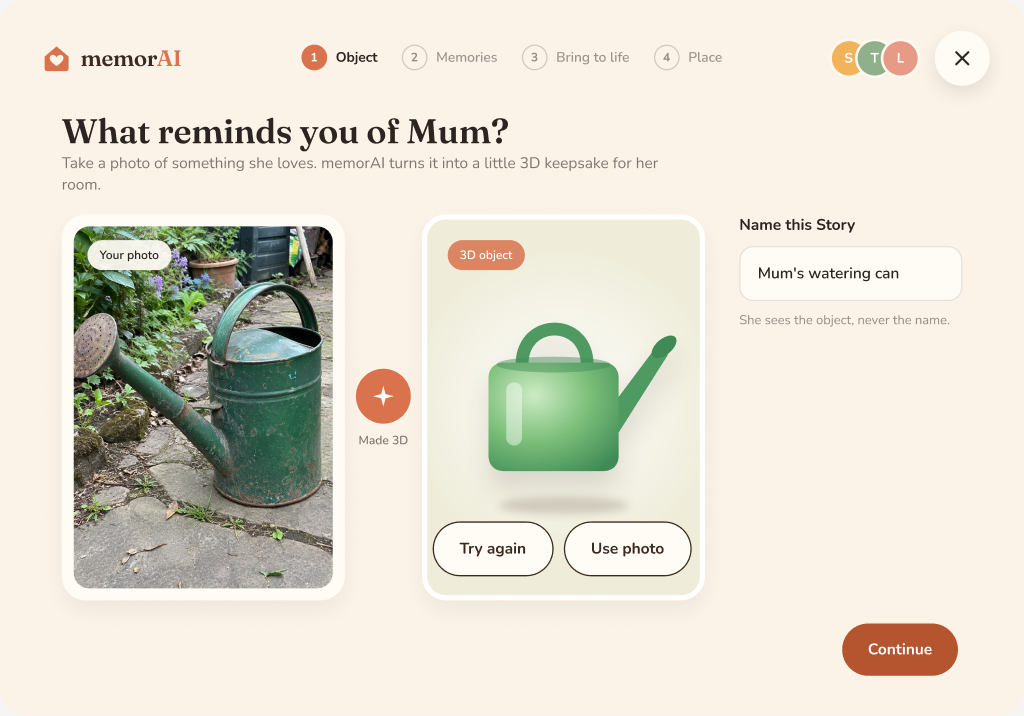 memorAI
1 Object
2 Memories
3 Bring to life
4 Place
S T L
What reminds you of Mum?
Take a photo of something she loves. memorAI turns it into a little 3D keepsake for her
room.
Your photo
Made 3D
3D object
Try again
Use photo
Name this Story
Mum's watering can
She sees the object, never the name.
Continue